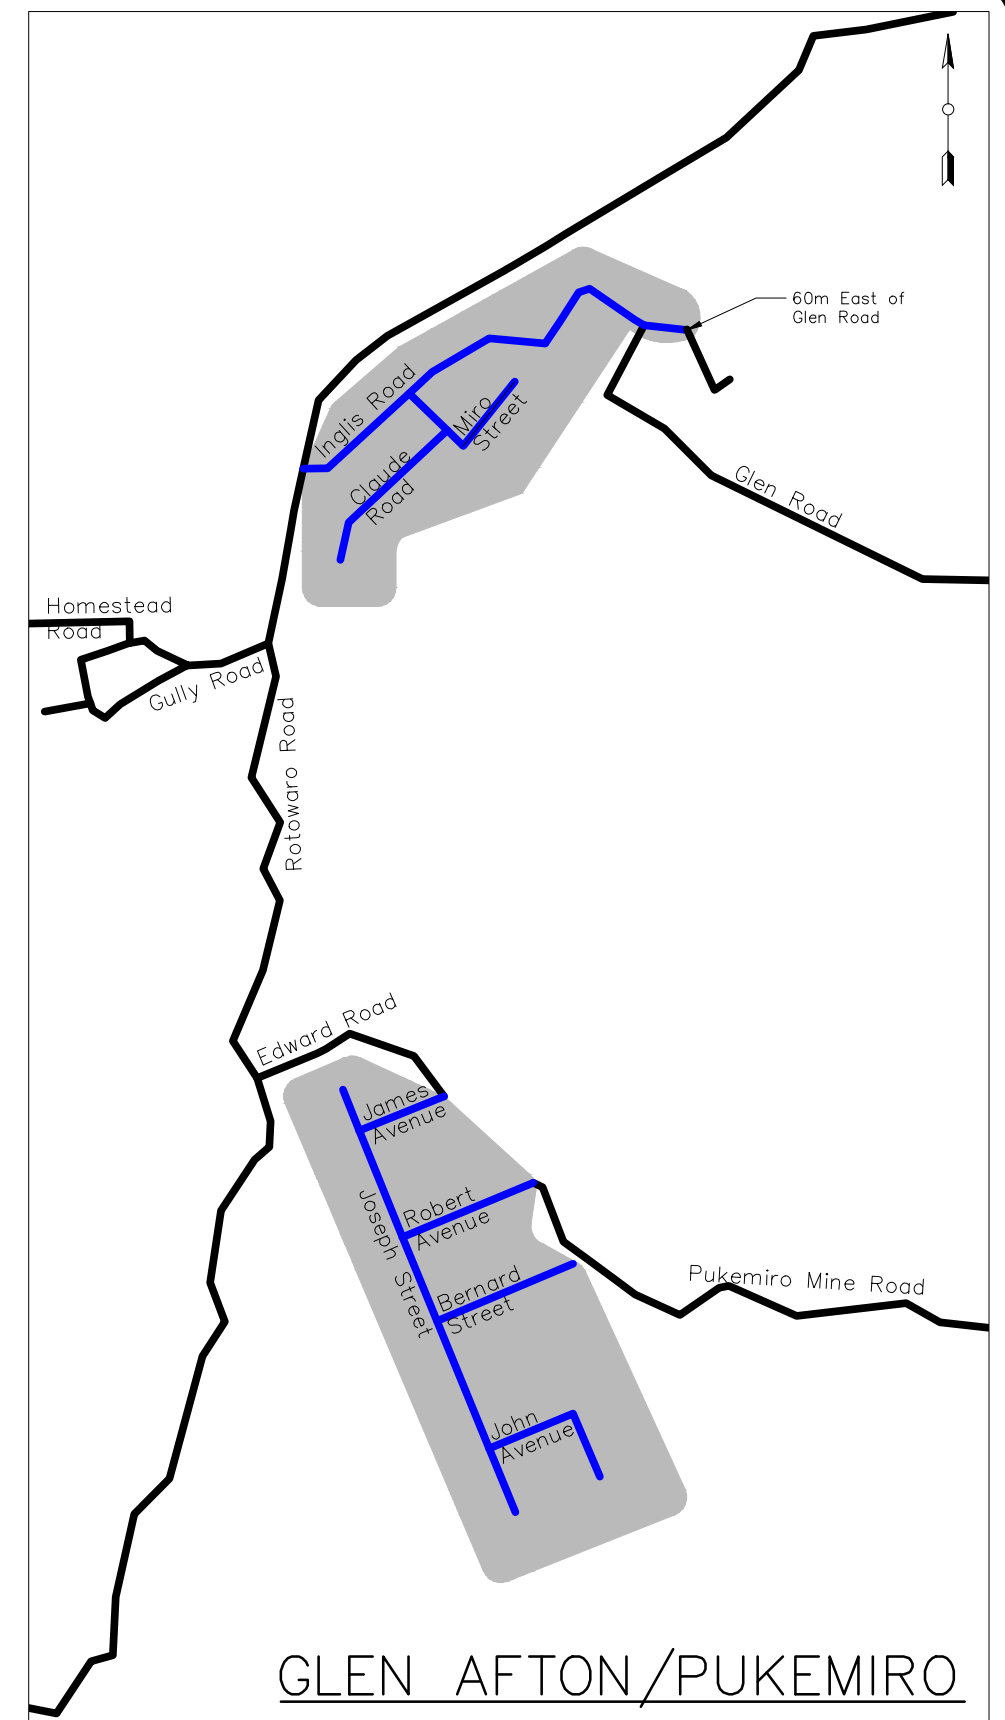 60m East of
Glen Road
Inglis Road
Miro
Street
Claude
Road
Glen Road
Homestead
Road
Gully Road
Rotowaro Road
Edward Road
James
Avenue
Robert
Avenue
Joseph Street
Bernard
Street
Pukemiro Mine Road
John
Avenue
GLEN AFTON/PUKEMIRO